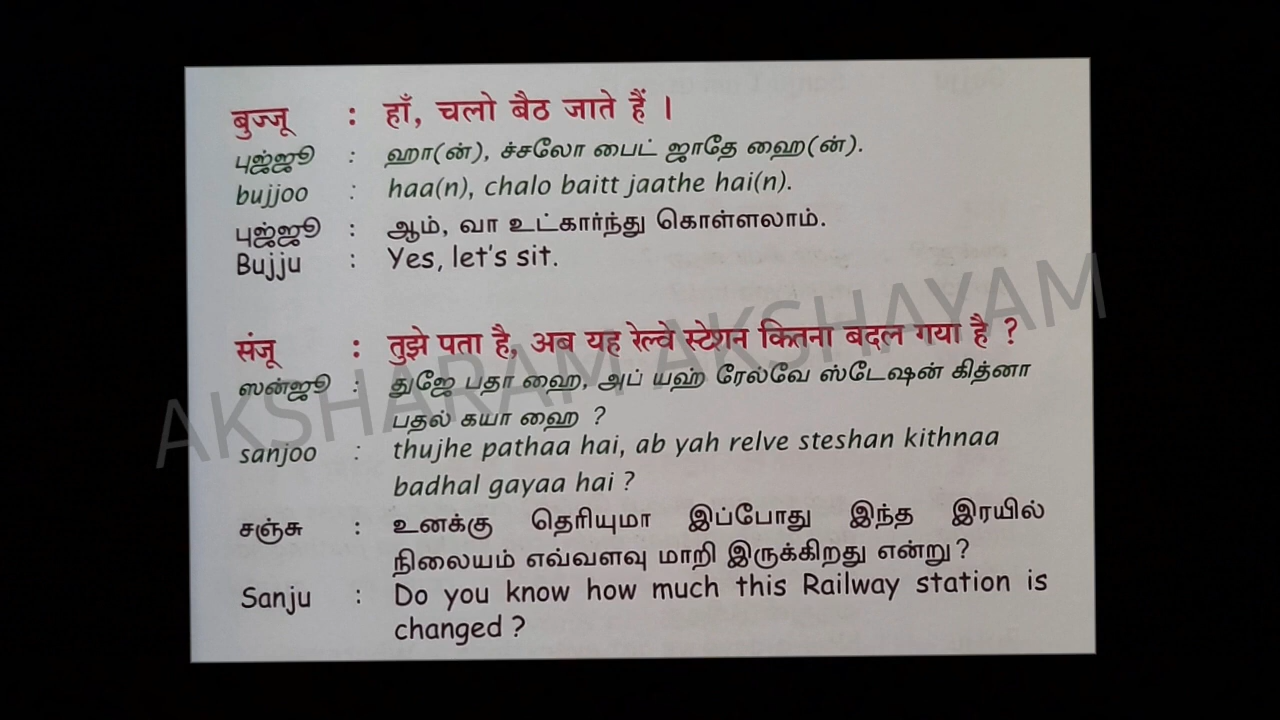 बुज्जू : हाँ, चलो बैठ जाते हैं ।
புஜ்ஜூ : ஹா(ன்), ச்சலோ பைட் ஜாதே ஹை(ன்).
bujjoo : haa(n), chalo baitt jaathe hai(n).
புஜ்ஜூ : ஆம், வா உட்கார்ந்து கொள்ளலாம்.
Bujju : Yes, let's sit.
संजू : तुझे पता है, अब यह रेल्वे स्टेशन कितना बदल गया है ?
ஸன்ஜூ : துஜே பதா ஹை, அப் யஹ் ரேல்வே ஸ்டேஷன் கித்னா
பதல் கயா ஹை ?
sanjoo : thujhe pathaa hai, ab yah relve steshan kithnaa
badhal gayaa hai ?
சஞ்சு : உனக்கு தெரியுமா இப்போது இந்த இரயில்
நிலையம் எவ்வளவு மாறி இருக்கிறது என்று?
Sanju : Do you know how much this Railway station is
changed ?
AKSHARAM AKSHAYAM